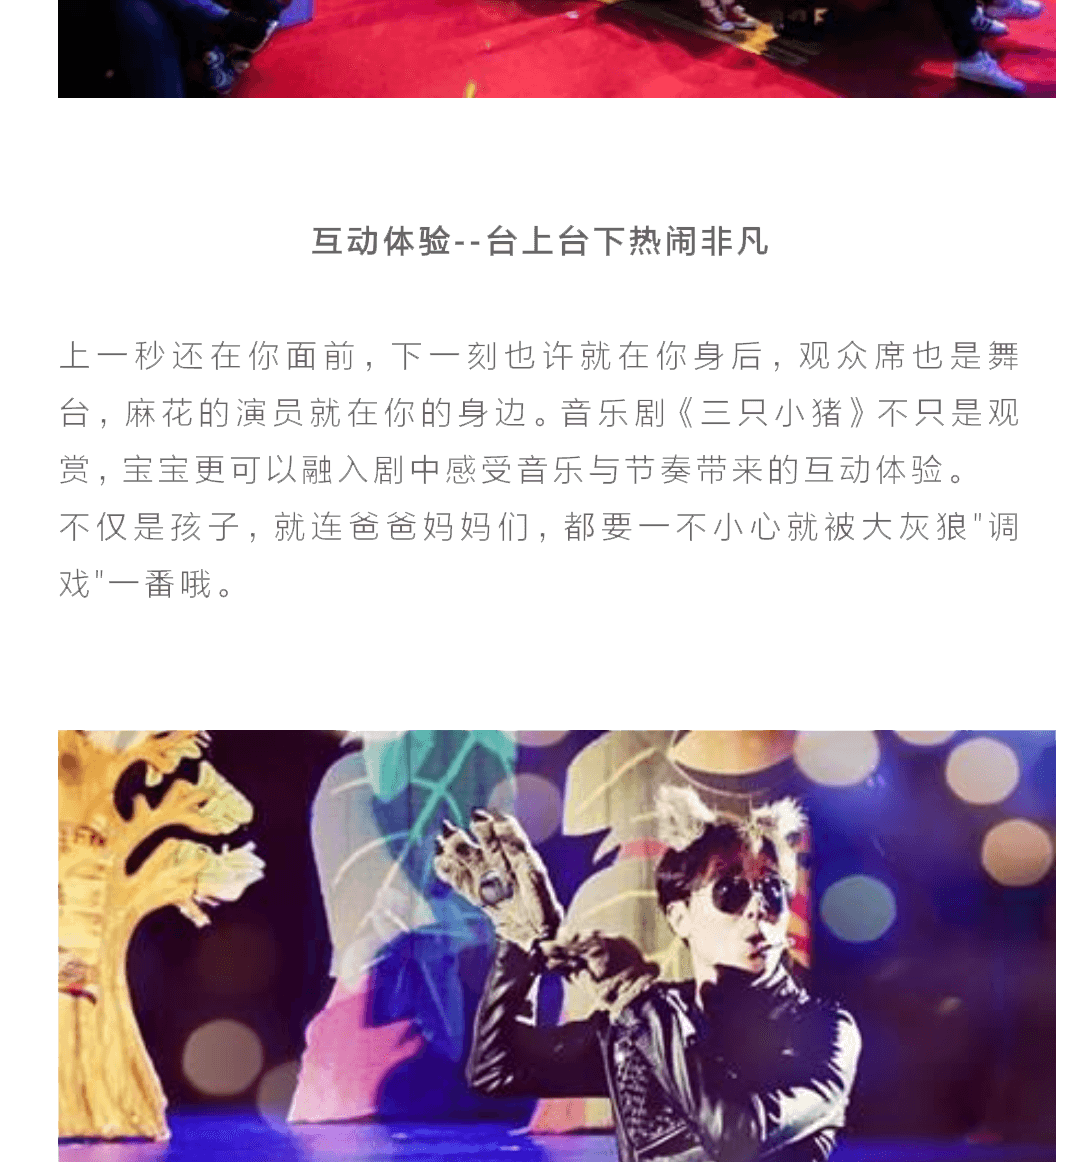 互动体验--台上台下热闹非凡
上一秒还在你面前，下一刻也许就在你身后，观众席也是舞
台，麻花的演员就在你的身边。音乐剧《三只小猪》不只是观
赏，宝宝更可以融入剧中感受音乐与节奏带来的互动体验。
不仅是孩子，就连爸爸妈妈们，都要一不小心就被大灰狼"调
戏"一番哦。